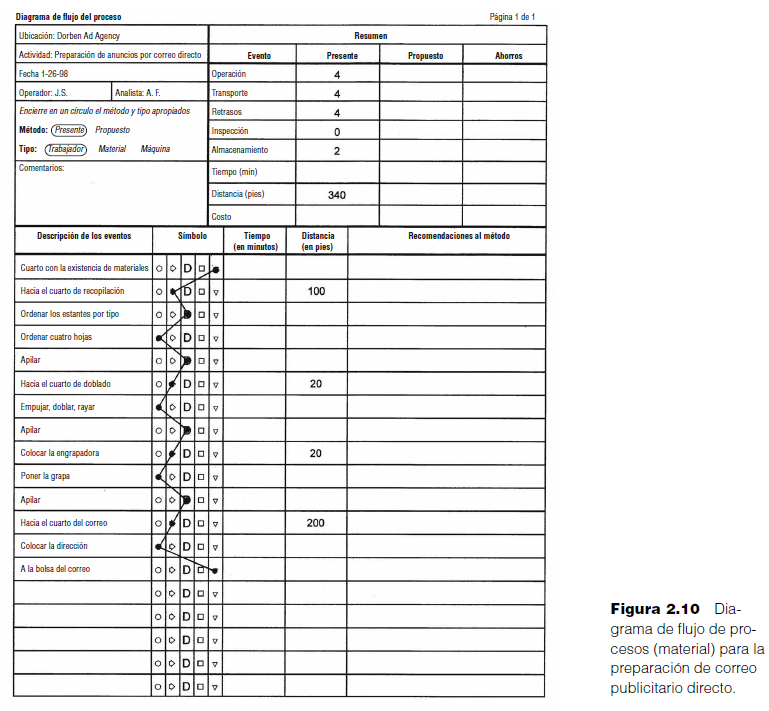 Diagrama de flujo del proceso Página 1 de 1
Ubicación: Dorben Ad Agency Resumen
Actividad: Preparación de anuncios por correo directo Evento Presente Propuesto Ahorros
Fecha 1-26-98 Operación 4
Operador: J.S. Analista: A. F. Transporte 4
Encierre en un círculo el método y tipo apropiados Retrasos 4
Método: Presente Propuesto Inspección 0
Tipo: Trabajador Material Máquina Almacenamiento 2
Comentarios: Tiempo (min)
Distancia (pies) 340
Costo
Descripción de los eventos Símbolo Tiempo (en minutos) Distancia (en pies) Recomendaciones al método
Cuarto con la existencia de materiales D
Hacia el cuarto de recopilación D 100
Ordenar los estantes por tipo D
Ordenar cuatro hojas D
Apilar D
Hacia el cuarto de doblado D 20
Empujar, doblar, rayar D
Apilar D
Colocar la engrapadora D 20
Poner la grapa D
Apilar D
Hacia el cuarto del correo D 200
Colocar la dirección D
A la bolsa del correo D
D
D
D
D
D
Figura 2.10 Dia-
grama de flujo de pro-
cesos (material) para la
preparación de correo
publicitario directo.